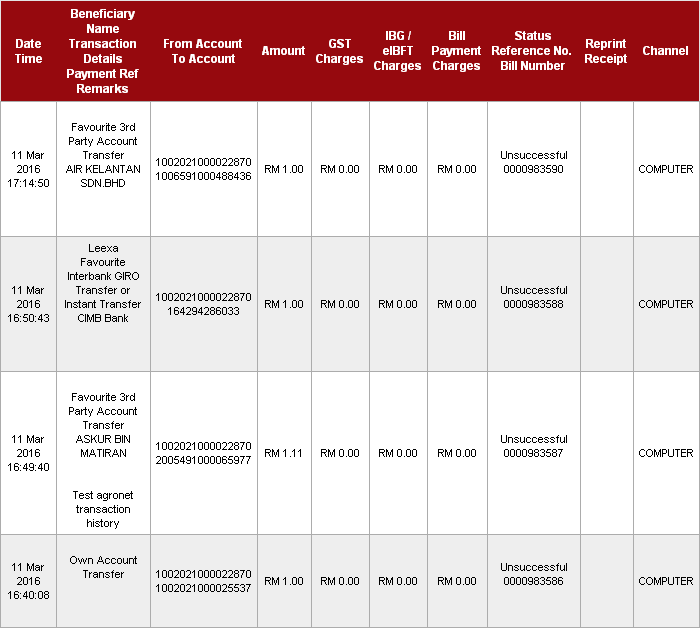 Date
Time
Beneficiary
Name
Transaction
Details
Payment Ref
Remarks
From Account
To Account
Amount
GST
Charges
IBG /
eIBFT
Charges
Bill
Payment
Charges
Status
Reference No.
Bill Number
Reprint
Receipt
Channel
11 Mar
2016
17:14:50
Favourite 3rd
Party Account
Transfer
AIR KELANTAN
SDN.BHD
1002021000022870
1006591000488436
RM 1.00
RM 0.00
RM 0.00
RM 0.00
Unsuccessful
0000983590
COMPUTER
11 Mar
2016
16:50:43
Leexa
Favourite
Interbank GIRO
Transfer or
Instant Transfer
CIMB Bank
1002021000022870
164294286033
RM 1.00
RM 0.00
RM 0.00
RM 0.00
Unsuccessful
0000983588
COMPUTER
11 Mar
2016
16:49:40
Favourite 3rd
Party Account
Transfer
ASKUR BIN
MATIRAN
Test agronet
transaction
history
1002021000022870
2005491000065977
RM 1.11
RM 0.00
RM 0.00
RM 0.00
Unsuccessful
0000983587
COMPUTER
11 Mar
2016
16:40:08
Own Account
Transfer
1002021000022870
1002021000025537
RM 1.00
RM 0.00
RM 0.00
RM 0.00
Unsuccessful
0000983586
COMPUTER